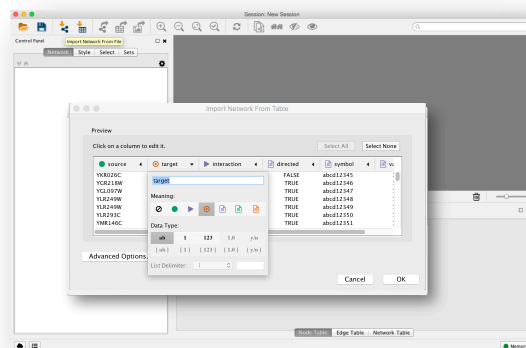 Session: New Session
Import Network From File
Control Panel
Network Style Select Sets
Import Network From Table
Preview
Click on a column to edit it.
Select All Select None
source target interaction directed symbol
YKR026C FALSE abcd12345
YGR218W TRUE abcd12346
YGL097W TRUE abcd12347
YLR249W TRUE abcd12348
YLR249W TRUE abcd12349
YLR293C TRUE abcd12350
YMR146C TRUE abcd12351
target
Meaning:
Data Type:
ab 1 123 1.0 y/n
[ ab ] [ 1 ] [ 123 ] [ 1.0 ] [ y/n ]
List Delimiter: |
Advanced Options.
Cancel OK
Node Table Edge Table Network Table
Memor